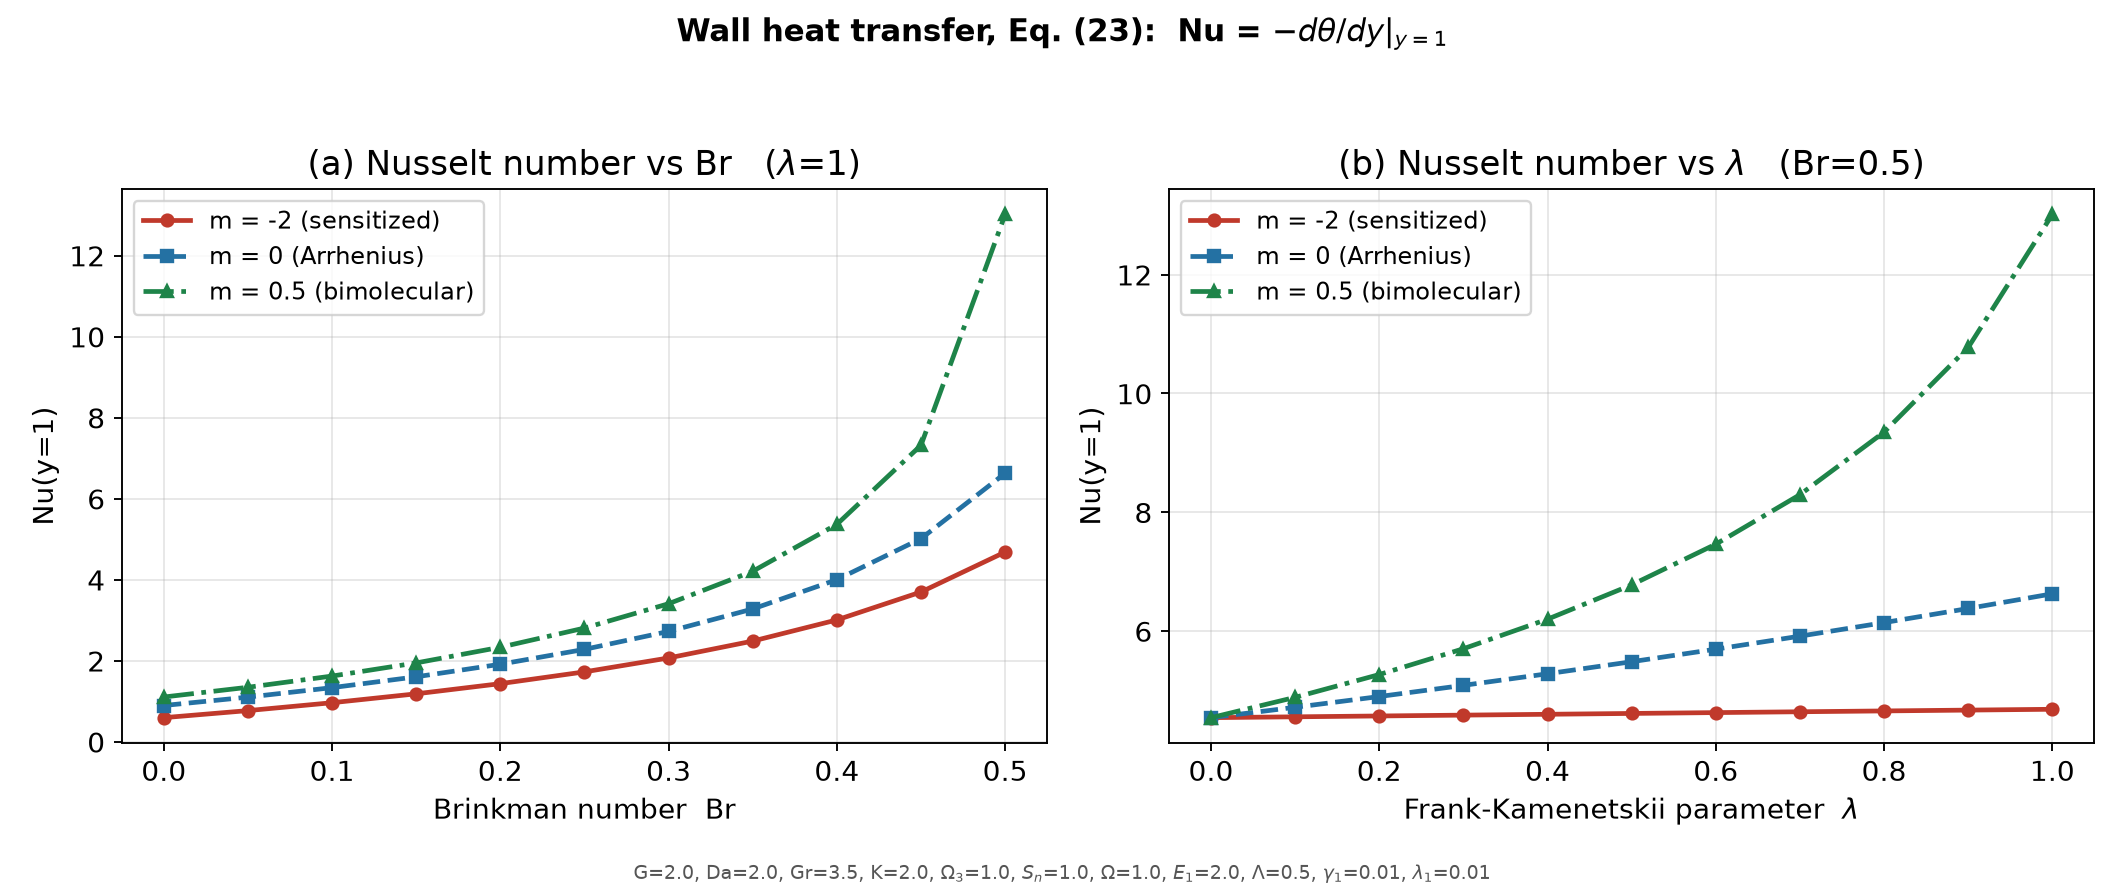 Wall heat transfer, Eq. (23): Nu = −dθ/dy|y = 1
(a) Nusselt number vs Br (λ=1)
m = -2 (sensitized)
m = 0 (Arrhenius)
m = 0.5 (bimolecular)
Nu(y=1)
12
10
8
6
4
2
0
0.0 0.1 0.2 0.3 0.4 0.5
Brinkman number Br
(b) Nusselt number vs λ (Br=0.5)
m = -2 (sensitized)
m = 0 (Arrhenius)
m = 0.5 (bimolecular)
Nu(y=1)
12
10
8
6
0.0 0.2 0.4 0.6 0.8 1.0
Frank-Kamenetskii parameter λ
G=2.0, Da=2.0, Gr=3.5, K=2.0, Ω₃=1.0, Sₙ=1.0, Ω=1.0, E₁=2.0, Λ=0.5, γ₁=0.01, λ₁=0.01